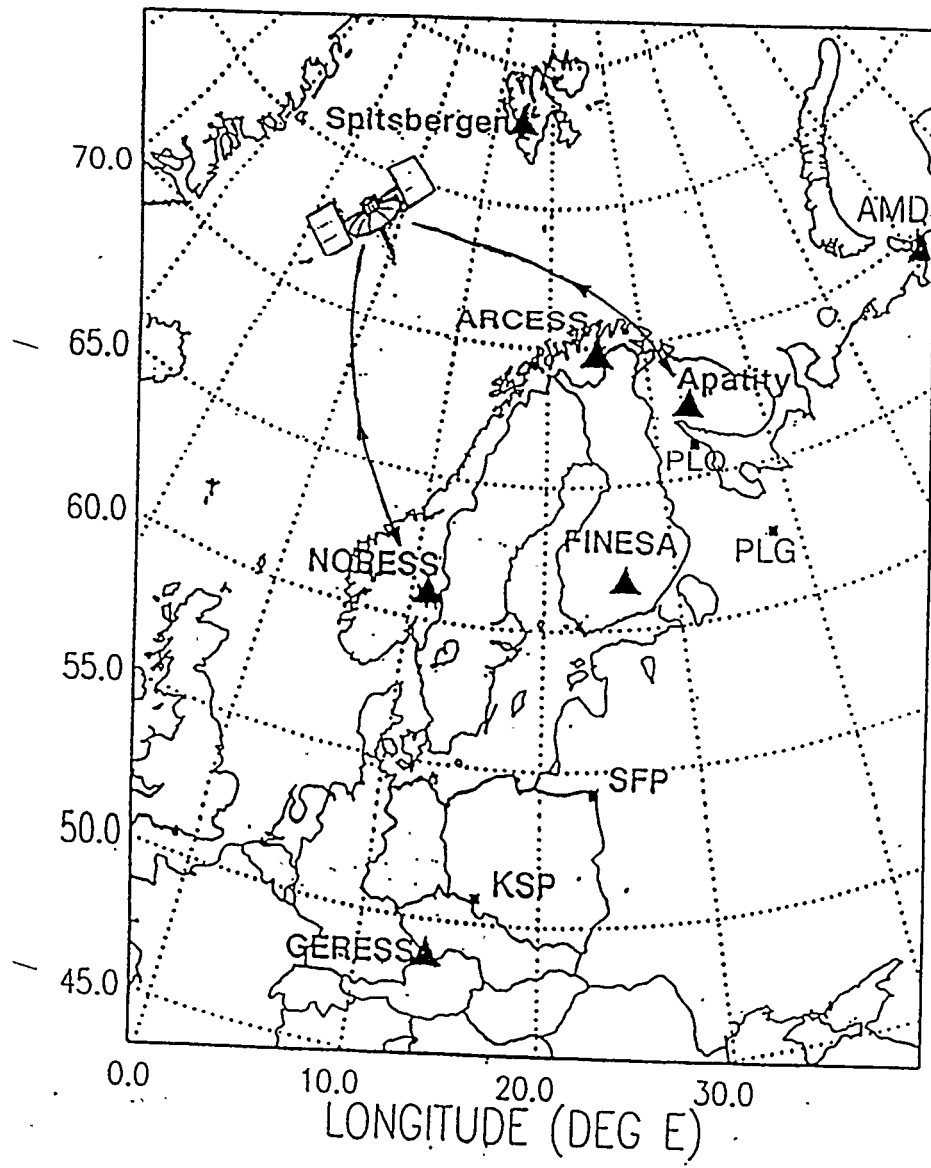 Spitsbergen
70.0
AMD
ARCESS
65.0
Apatity
PLQ
60.0
NORESS
FINESA
PLG
55.0
SFP
50.0
KSP
GERESSA
45.0
0.0 10.0 20.0 30.0
LONGITUDE (DEG E)